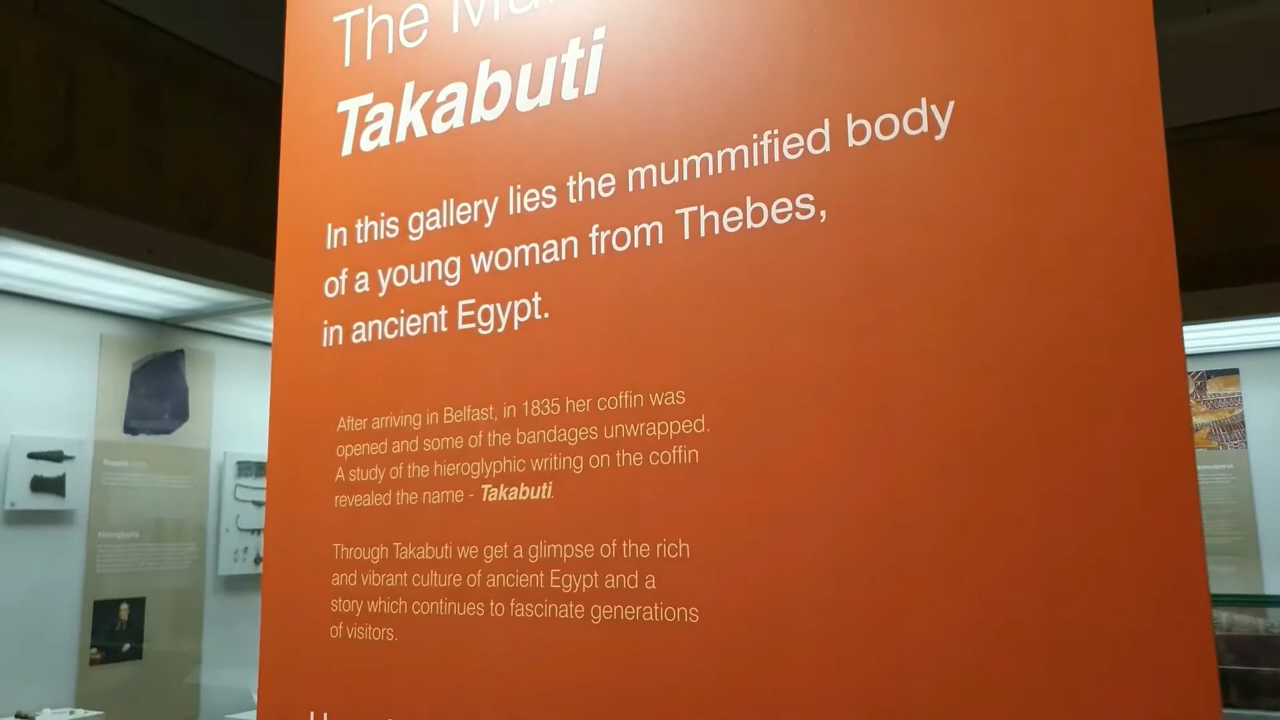 The
Takabuti
In this gallery lies the mummified body
of a young woman from Thebes,
in ancient Egypt.
After arriving in Belfast, in 1835 her coffin was
opened and some of the bandages unwrapped.
A study of the hieroglyphic writing on the coffin
revealed the name - Takabuti.
Through Takabuti we get a glimpse of the rich
and vibrant culture of ancient Egypt and a
story which continues to fascinate generations
of visitors.